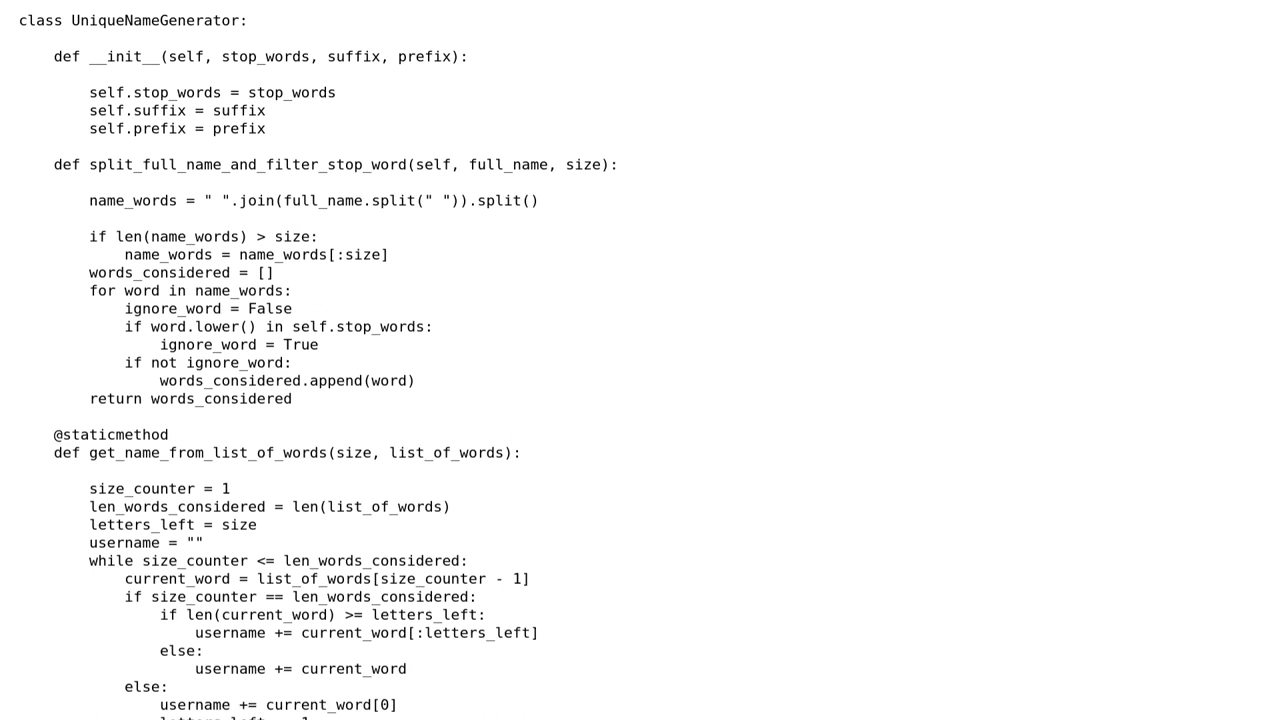 class UniqueNameGenerator:
    def __init__(self, stop_words, suffix, prefix):
        self.stop_words = stop_words
        self.suffix = suffix
        self.prefix = prefix
    def split_full_name_and_filter_stop_word(self, full_name, size):
        name_words = " ".join(full_name.split(" ")).split()
        if len(name_words) > size:
            name_words = name_words[:size]
        words_considered = []
        for word in name_words:
            ignore_word = False
            if word.lower() in self.stop_words:
                ignore_word = True
            if not ignore_word:
                words_considered.append(word)
        return words_considered
    @staticmethod
    def get_name_from_list_of_words(size, list_of_words):
        size_counter = 1
        len_words_considered = len(list_of_words)
        letters_left = size
        username = ""
        while size_counter <= len_words_considered:
            current_word = list_of_words[size_counter - 1]
            if size_counter == len_words_considered:
                if len(current_word) >= letters_left:
                    username += current_word[:letters_left]
                else:
                    username += current_word
            else:
                username += current_word[0]